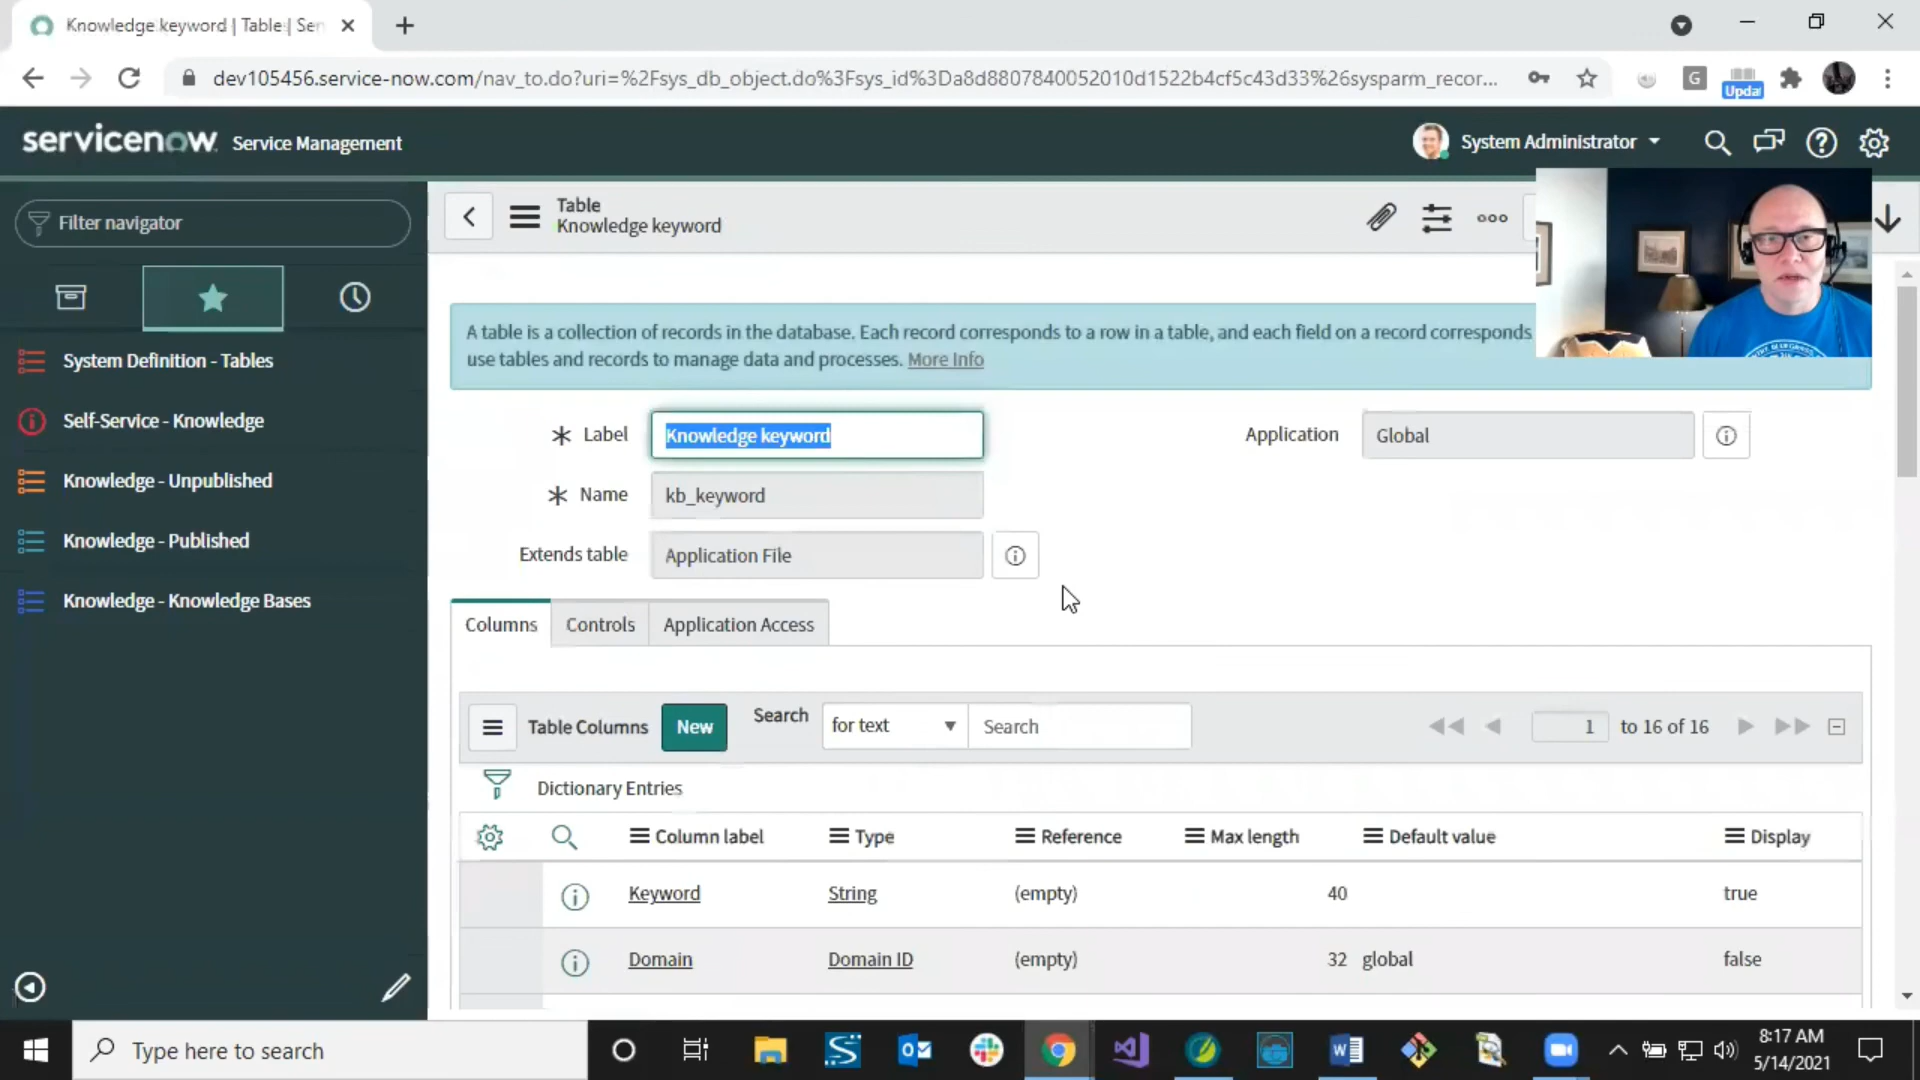 Knowledge keyword | Table | Ser
dev105456.service-now.com/nav_to.do?uri=%2Fsys_db_object.do%3Fsys_id%3Da8d8807840052010d1522b4cf5c43d33%26sysparm_recor...
G
Updat
servicenow Service Management
System Administrator
Filter navigator
Table
Knowledge keyword
System Definition - Tables
Self-Service - Knowledge
Knowledge - Unpublished
Knowledge - Published
Knowledge - Knowledge Bases
A table is a collection of records in the database. Each record corresponds to a row in a table, and each field on a record corresponds
use tables and records to manage data and processes. More Info
Label Knowledge keyword
Application Global
Name kb_keyword
Extends table Application File
Columns Controls Application Access
Table Columns New Search for text Search 1 to 16 of 16
Dictionary Entries
Column label Type Reference Max length Default value Display
Keyword String (empty) 40 true
Domain Domain ID (empty) 32 global false
Type here to search
8:17 AM
5/14/2021